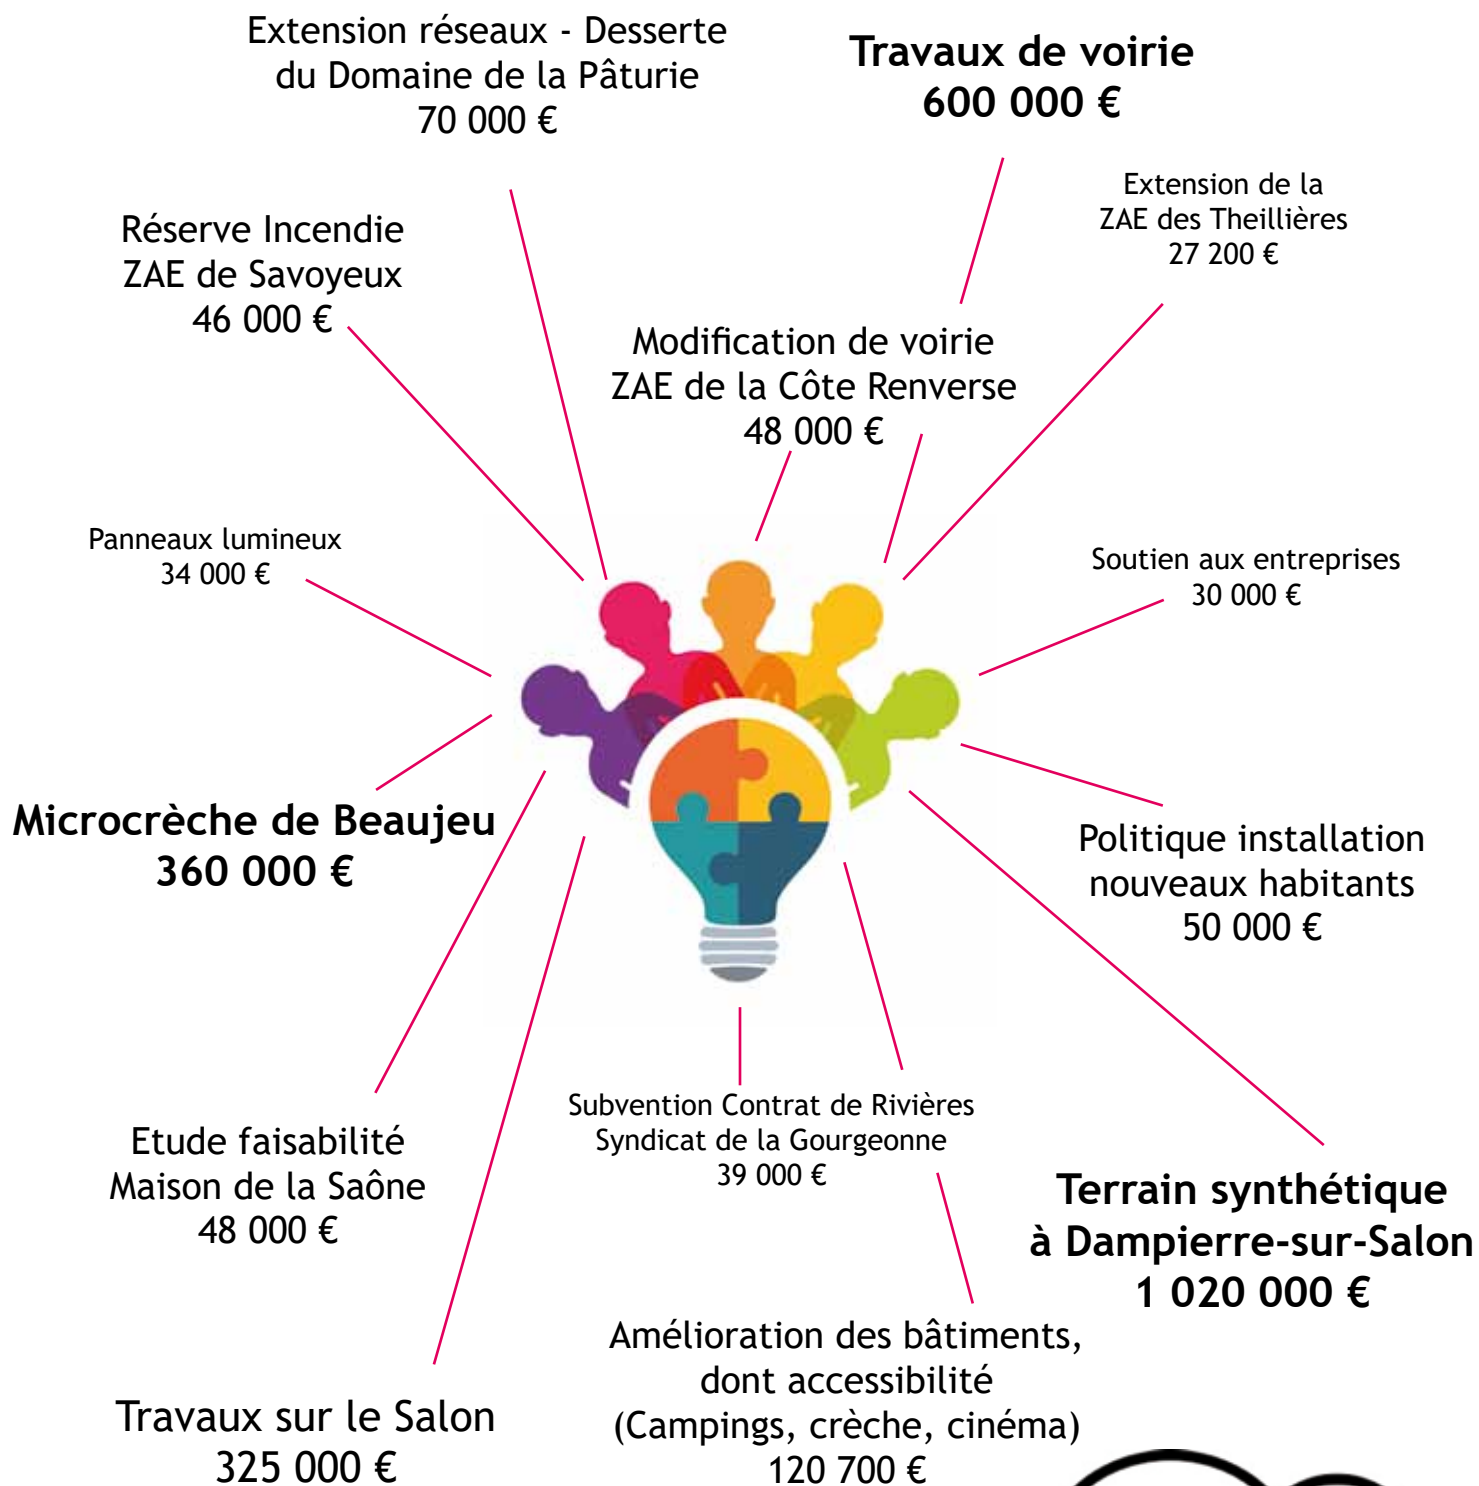 Extension réseaux - Desserte
du Domaine de la Pâturie
70 000 €
Travaux de voirie
600 000 €
Extension de la
ZAE des Theillières
27 200 €
Réserve Incendie
ZAE de Savoyeux
46 000 €
Modification de voirie
ZAE de la Côte Renverse
48 000 €
Panneaux lumineux
34 000 €
Soutien aux entreprises
30 000 €
Microcrèche de Beaujeu
360 000 €
Politique installation
nouveaux habitants
50 000 €
Etude faisabilité
Maison de la Saône
48 000 €
Subvention Contrat de Rivières
Syndicat de la Gourgeonne
39 000 €
Terrain synthétique
à Dampierre-sur-Salon
1 020 000 €
Travaux sur le Salon
325 000 €
Amélioration des bâtiments,
dont accessibilité
(Campings, crèche, cinéma)
120 700 €